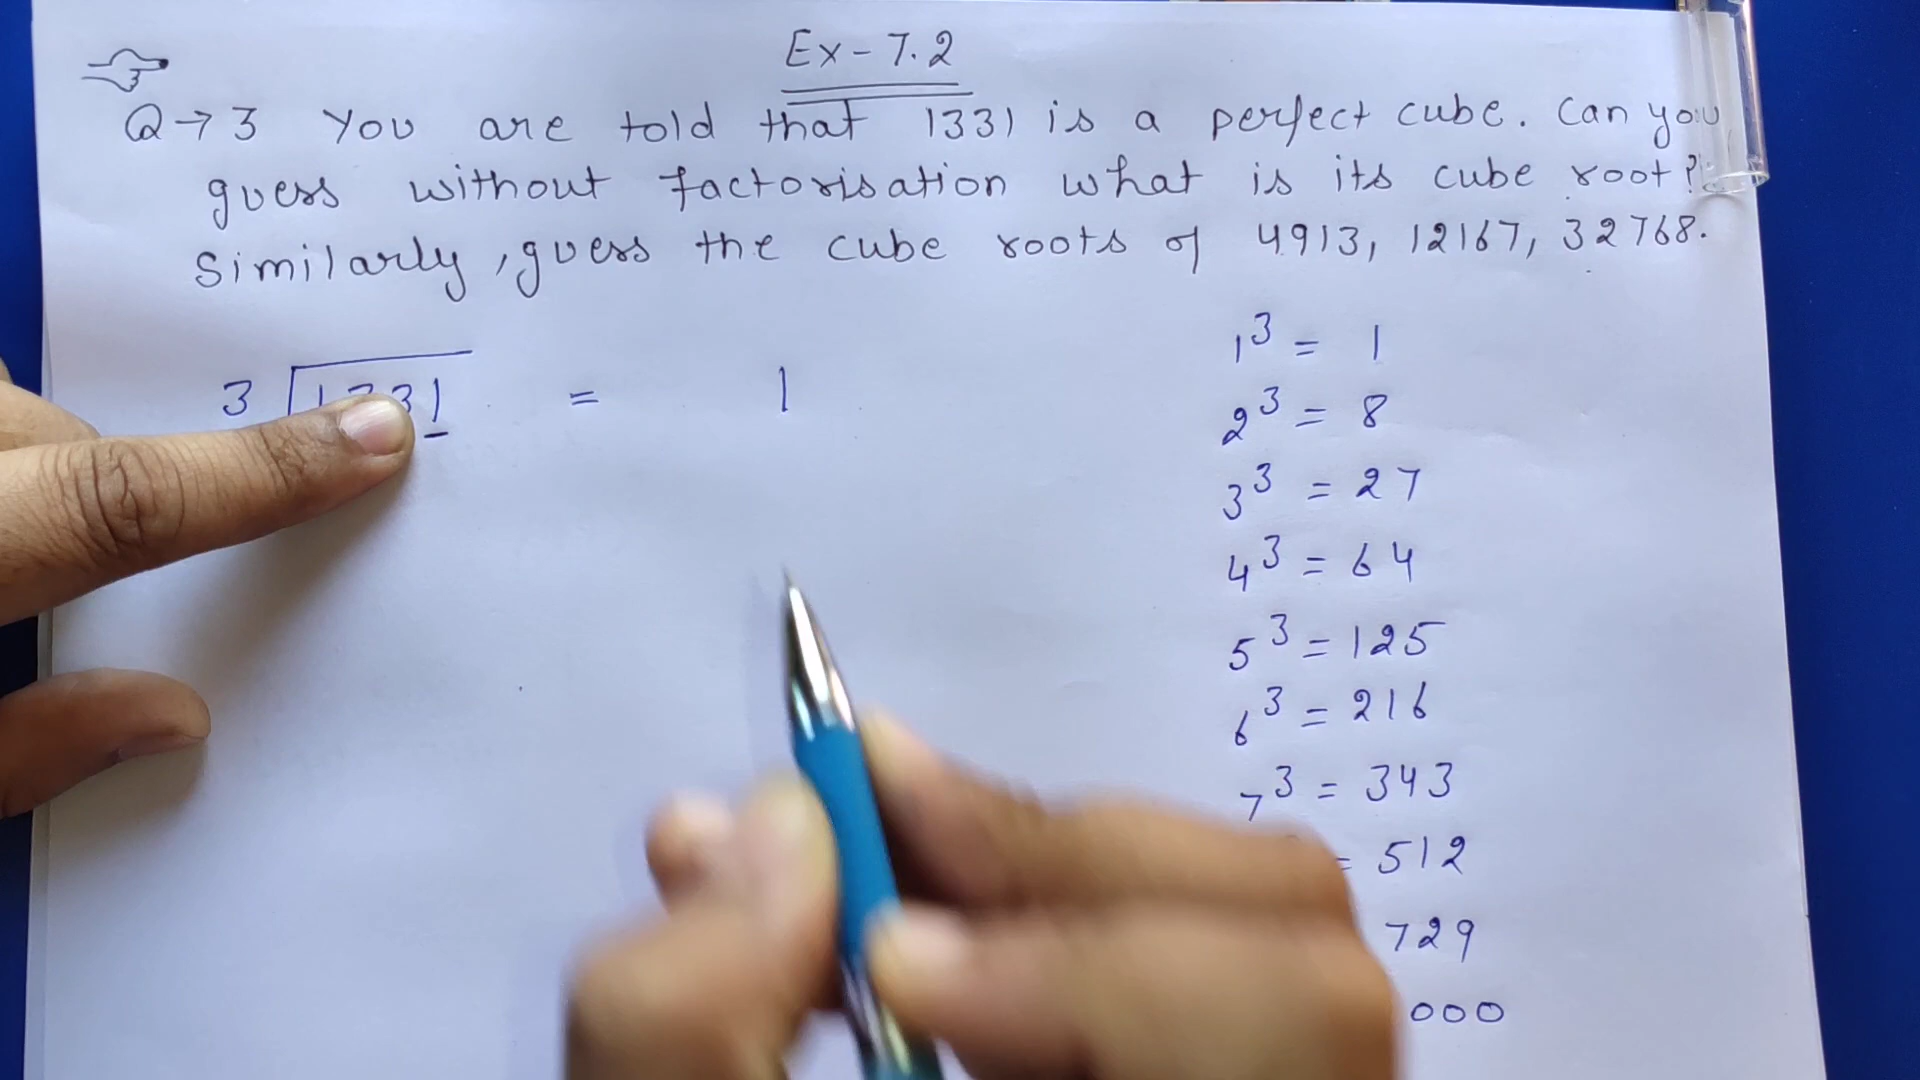 Ex-7.2
Q→3 You are told that 1331 is a perfect cube. Can you
guess without factorisation what is its cube root?
Similarly, guess the cube roots of 4913, 12167, 32768.
3 √1331 = 1
1³ = 1
2³ = 8
3³ = 27
4³ = 64
5³ = 125
6³ = 216
7³ = 343
= 512
729
000